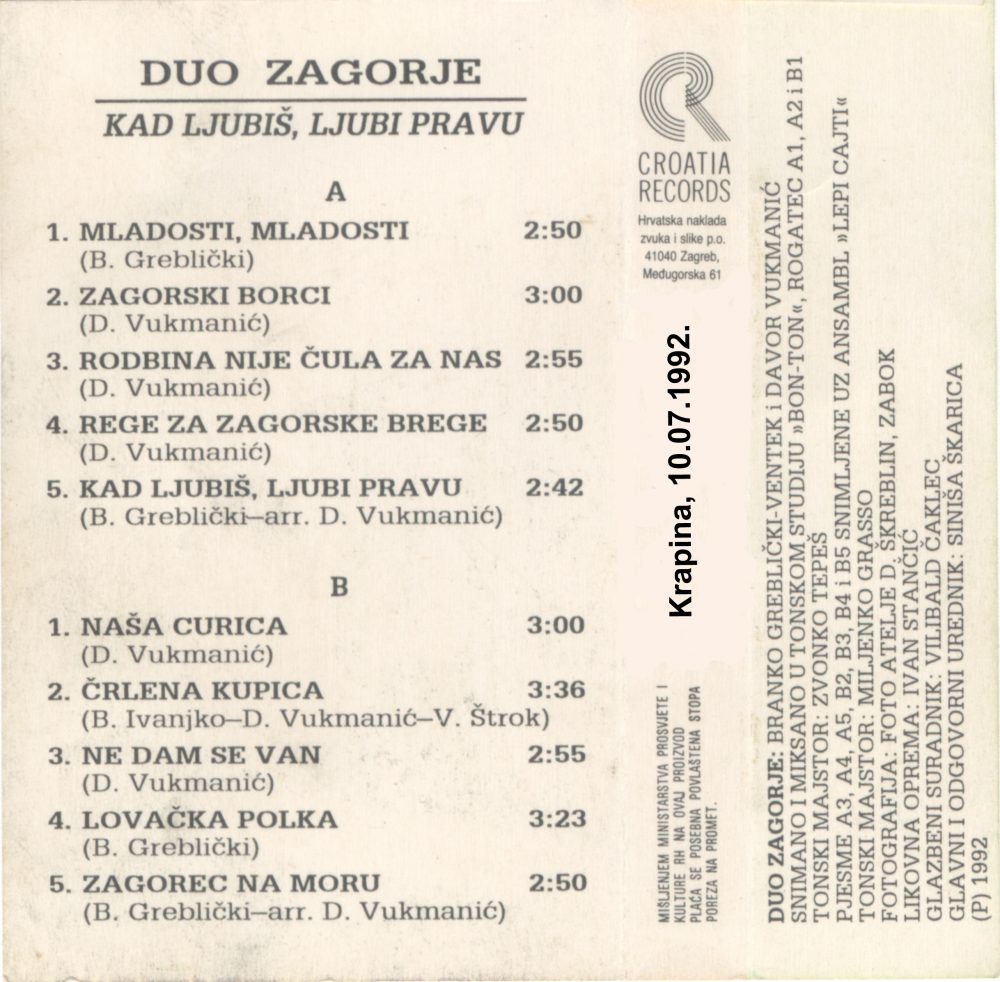 DUO ZAGORJE
KAD LJUBIŠ, LJUBI PRAVU
A
1. MLADOSTI, MLADOSTI 2:50
(B. Greblički)
2. ZAGORSKI BORCI 3:00
(D. Vukmanić)
3. RODBINA NIJE ČULA ZA NAS 2:55
(D. Vukmanić)
4. REGE ZA ZAGORSKE BREGE 2:50
(D. Vukmanić)
5. KAD LJUBIŠ, LJUBI PRAVU 2:42
(B. Greblički—arr. D. Vukmanić)
B
1. NAŠA CURICA 3:00
(D. Vukmanić)
2. ČRLENA KUPICA 3:36
(B. Ivanjko—D. Vukmanić—V. Štrok)
3. NE DAM SE VAN 2:55
(D. Vukmanić)
4. LOVAČKA POLKA 3:23
(B. Greblički)
5. ZAGOREC NA MORU 2:50
(B. Greblički—arr. D. Vukmanić)
CROATIA
RECORDS
Hrvatska naklada
zvuka i slike p.o.
41040 Zagreb,
Međugorska 61
Krapina, 10.07.1992.
MIŠLJENJEM MINISTARSTVA PROSVJETE I
KULTURE RH NA OVAJ PROIZVOD
PLAĆA SE POSEBNA POVLAŠTENA STOPA
POREZA NA PROMET.
DUO ZAGORJE: BRANKO GREBLIČKI-VENTEK i DAVOR VUKMANIĆ
SNIMANO I MIKSANO U TONSKOM STUDIJU »BON-TON«, ROGATEC A1, A2 i B1
TONSKI MAJSTOR: ZVONKO TEPEŠ
PJESME A3, A4, A5, B2, B3, B4 i B5 SNIMLJENE UZ ANSAMBL »LEPI CAJTI«
TONSKI MAJSTOR: MILJENKO GRASSO
FOTOGRAFIJA: FOTO ATELJE D. ŠKREBLIN, ZABOK
LIKOVNA OPREMA: IVAN STANČIĆ
GLAZBENI SURADNIK: VILIBALD ČAKLEC
GLAVNI I ODGOVORNI UREDNIK: SINIŠA ŠKARICA
(P) 1992